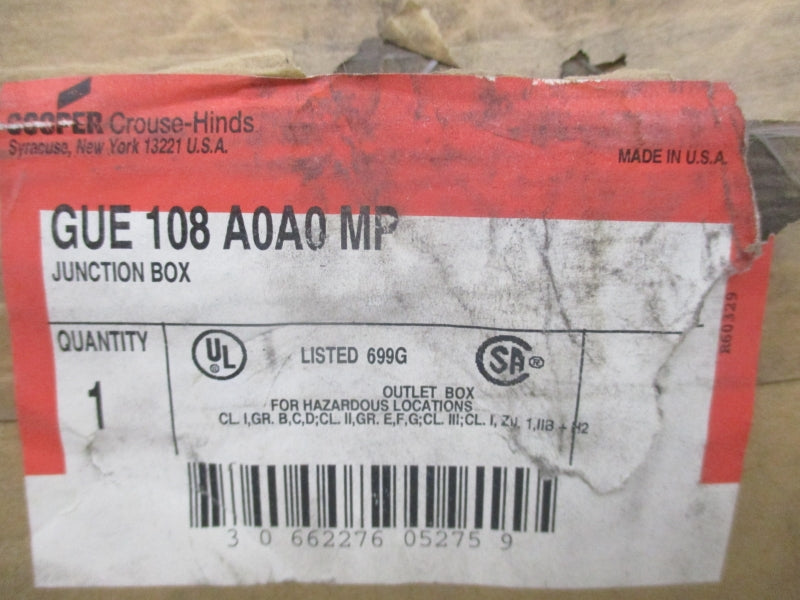 COOPER Crouse-Hinds
Syracuse, New York 13221 U.S.A.
MADE IN U.S.A.
GUE 108 A0A0 MP
JUNCTION BOX
R60329
QUANTITY
1
UL
LISTED 699G
SA
OUTLET BOX
FOR HAZARDOUS LOCATIONS
CL. I,GR. B,C,D;CL. II,GR. E,F,G;CL. III;CL. I, ZN. 1,IIB + H2
3 0 662276 05275 9